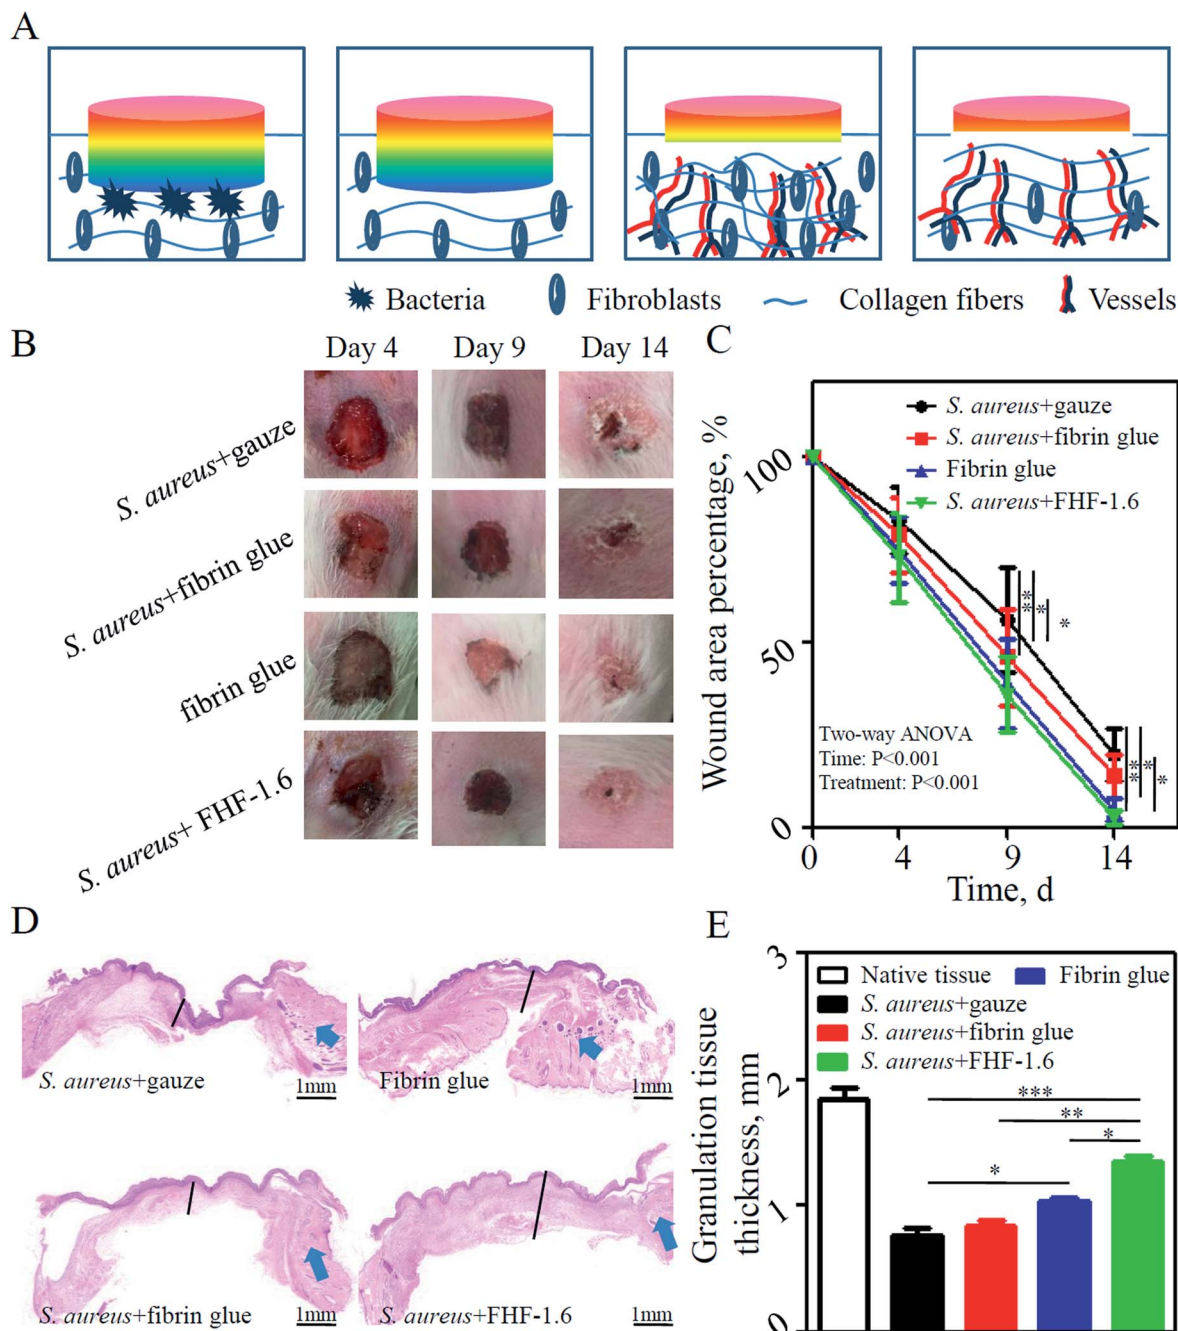 A
Bacteria
Fibroblasts
Collagen fibers
Vessels
B
Day 4
Day 9
Day 14
S. aureus+gauze
S. aureus+fibrin glue
fibrin glue
S. aureus+ FHF-1.6
C
Wound area percentage, %
100
50
0
S. aureus+gauze
S. aureus+fibrin glue
Fibrin glue
S. aureus+FHF-1.6
**
*
*
Two-way ANOVA
Time: P<0.001
Treatment: P<0.001
**
*
*
0
4
9
14
Time, d
D
S. aureus+gauze
1mm
Fibrin glue
1mm
S. aureus+fibrin glue
1mm
S. aureus+FHF-1.6
1mm
E
Granulation tissue
thickness, mm
3
2
1
0
Native tissue
Fibrin glue
S. aureus+gauze
S. aureus+fibrin glue
S. aureus+FHF-1.6
***
**
*
*